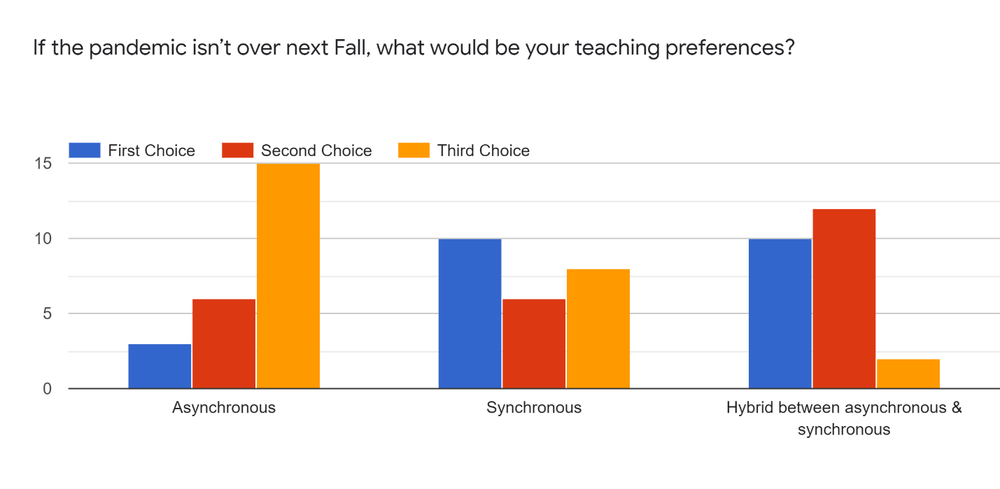 If the pandemic isn’t over next Fall, what would be your teaching preferences?
First Choice Second Choice Third Choice
15
10
5
0
Asynchronous Synchronous Hybrid between asynchronous &
synchronous